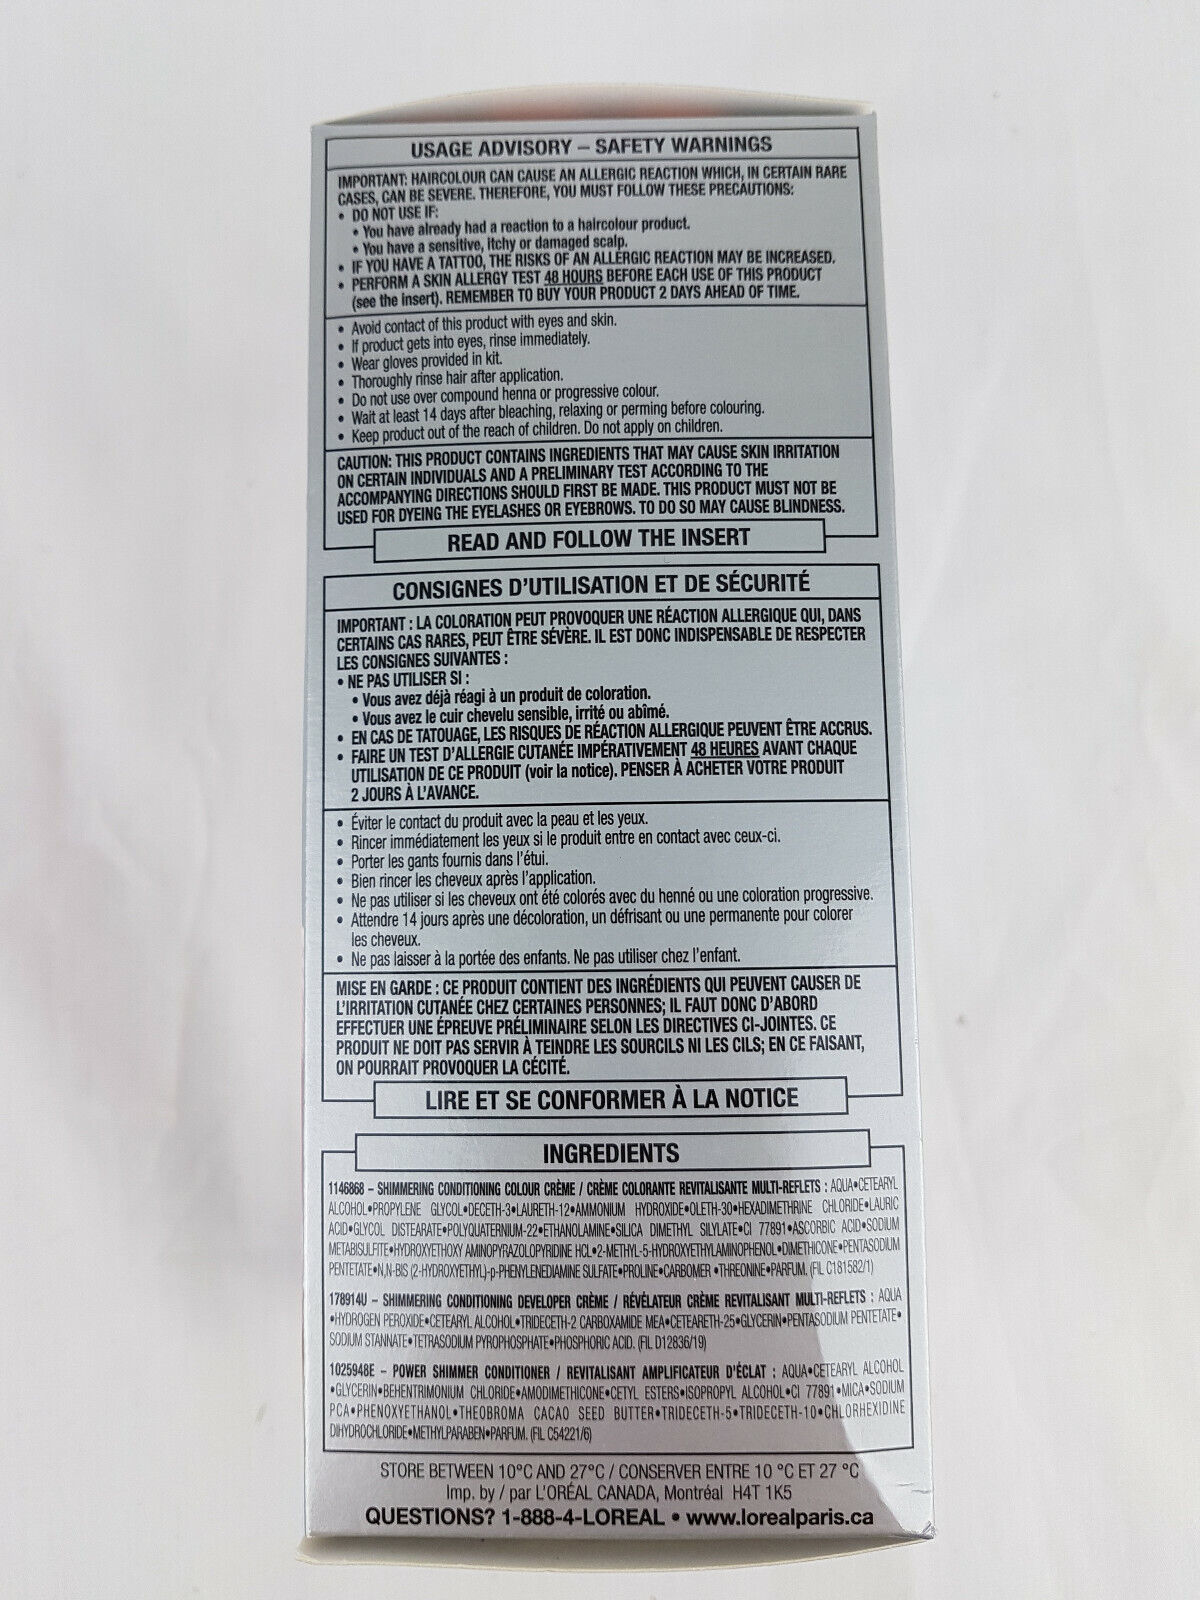 USAGE ADVISORY – SAFETY WARNINGS
IMPORTANT: HAIRCOLOUR CAN CAUSE AN ALLERGIC REACTION WHICH, IN CERTAIN RARE
CASES, CAN BE SEVERE. THEREFORE, YOU MUST FOLLOW THESE PRECAUTIONS:
• DO NOT USE IF:
• You have already had a reaction to a haircolour product.
• You have a sensitive, itchy or damaged scalp.
• IF YOU HAVE A TATTOO, THE RISKS OF AN ALLERGIC REACTION MAY BE INCREASED.
• PERFORM A SKIN ALLERGY TEST 48 HOURS BEFORE EACH USE OF THIS PRODUCT
(see the insert). REMEMBER TO BUY YOUR PRODUCT 2 DAYS AHEAD OF TIME.
• Avoid contact of this product with eyes and skin.
• If product gets into eyes, rinse immediately.
• Wear gloves provided in kit.
• Thoroughly rinse hair after application.
• Do not use over compound henna or progressive colour.
• Wait at least 14 days after bleaching, relaxing or perming before colouring.
• Keep product out of the reach of children. Do not apply on children.
CAUTION: THIS PRODUCT CONTAINS INGREDIENTS THAT MAY CAUSE SKIN IRRITATION
ON CERTAIN INDIVIDUALS AND A PRELIMINARY TEST ACCORDING TO THE
ACCOMPANYING DIRECTIONS SHOULD FIRST BE MADE. THIS PRODUCT MUST NOT BE
USED FOR DYEING THE EYELASHES OR EYEBROWS. TO DO SO MAY CAUSE BLINDNESS.
READ AND FOLLOW THE INSERT
CONSIGNES D'UTILISATION ET DE SÉCURITÉ
IMPORTANT : LA COLORATION PEUT PROVOQUER UNE RÉACTION ALLERGIQUE QUI, DANS
CERTAINS CAS RARES, PEUT ÊTRE SÉVÈRE. IL EST DONC INDISPENSABLE DE RESPECTER
LES CONSIGNES SUIVANTES :
• NE PAS UTILISER SI :
• Vous avez déjà réagi à un produit de coloration.
• Vous avez le cuir chevelu sensible, irrité ou abîmé.
• EN CAS DE TATOUAGE, LES RISQUES DE RÉACTION ALLERGIQUE PEUVENT ÊTRE ACCRUS.
• FAIRE UN TEST D'ALLERGIE CUTANÉE IMPÉRATIVEMENT 48 HEURES AVANT CHAQUE
UTILISATION DE CE PRODUIT (voir la notice). PENSER À ACHETER VOTRE PRODUIT
2 JOURS À L'AVANCE.
• Éviter le contact du produit avec la peau et les yeux.
• Rincer immédiatement les yeux si le produit entre en contact avec ceux-ci.
• Porter les gants fournis dans l'étui.
• Bien rincer les cheveux après l'application.
• Ne pas utiliser si les cheveux ont été colorés avec du henné ou une coloration progressive.
• Attendre 14 jours après une décoloration, un défrisant ou une permanente pour colorer
les cheveux.
• Ne pas laisser à la portée des enfants. Ne pas utiliser chez l'enfant.
MISE EN GARDE : CE PRODUIT CONTIENT DES INGRÉDIENTS QUI PEUVENT CAUSER DE
L'IRRITATION CUTANÉE CHEZ CERTAINES PERSONNES; IL FAUT DONC D'ABORD
EFFECTUER UNE ÉPREUVE PRÉLIMINAIRE SELON LES DIRECTIVES CI-JOINTES. CE
PRODUIT NE DOIT PAS SERVIR À TEINDRE LES SOURCILS NI LES CILS; EN CE FAISANT,
ON POURRAIT PROVOQUER LA CÉCITÉ.
LIRE ET SE CONFORMER À LA NOTICE
INGREDIENTS
1146868 – SHIMMERING CONDITIONING COLOUR CRÈME / CRÈME COLORANTE REVITALISANTE MULTI-REFLETS : AQUA•CETEARYL
ALCOHOL•PROPYLENE GLYCOL•DECETH-3•LAURETH-12•AMMONIUM HYDROXIDE•OLETH-30•HEXADIMETHRINE CHLORIDE•LAURIC
ACID•GLYCOL DISTEARATE•POLYQUATERNIUM-22•ETHANOLAMINE•SILICA DIMETHYL SILYLATE•CI 77891•ASCORBIC ACID•SODIUM
METABISULFITE•HYDROXYETHOXY AMINOPYRAZOLOPYRIDINE HCL•2-METHYL-5-HYDROXYETHYLAMINOPHENOL•DIMETHICONE•PENTASODIUM
PENTETATE•N,N-BIS (2-HYDROXYETHYL)-p-PHENYLENEDIAMINE SULFATE•PROLINE•CARBOMER •THREONINE•PARFUM. (FIL C181582/1)
178914U – SHIMMERING CONDITIONING DEVELOPER CRÈME / RÉVÉLATEUR CRÈME REVITALISANT MULTI-REFLETS : AQUA
•HYDROGEN PEROXIDE•CETEARYL ALCOHOL•TRIDECETH-2 CARBOXAMIDE MEA•CETEARETH-25•GLYCERIN•PENTASODIUM PENTETATE•
SODIUM STANNATE•TETRASODIUM PYROPHOSPHATE•PHOSPHORIC ACID. (FIL D12836/19)
1025948E – POWER SHIMMER CONDITIONER / REVITALISANT AMPLIFICATEUR D'ÉCLAT : AQUA•CETEARYL ALCOHOL
•GLYCERIN•BEHENTRIMONIUM CHLORIDE•AMODIMETHICONE•CETYL ESTERS•ISOPROPYL ALCOHOL•CI 77891•MICA•SODIUM
PCA•PHENOXYETHANOL•THEOBROMA CACAO SEED BUTTER•TRIDECETH-5•TRIDECETH-10•CHLORHEXIDINE
DIHYDROCHLORIDE•METHYLPARABEN•PARFUM. (FIL C54221/6)
STORE BETWEEN 10°C AND 27°C / CONSERVER ENTRE 10 °C ET 27 °C
Imp. by / par L'ORÉAL CANADA, Montréal H4T 1K5
QUESTIONS? 1-888-4-LOREAL • www.lorealparis.ca